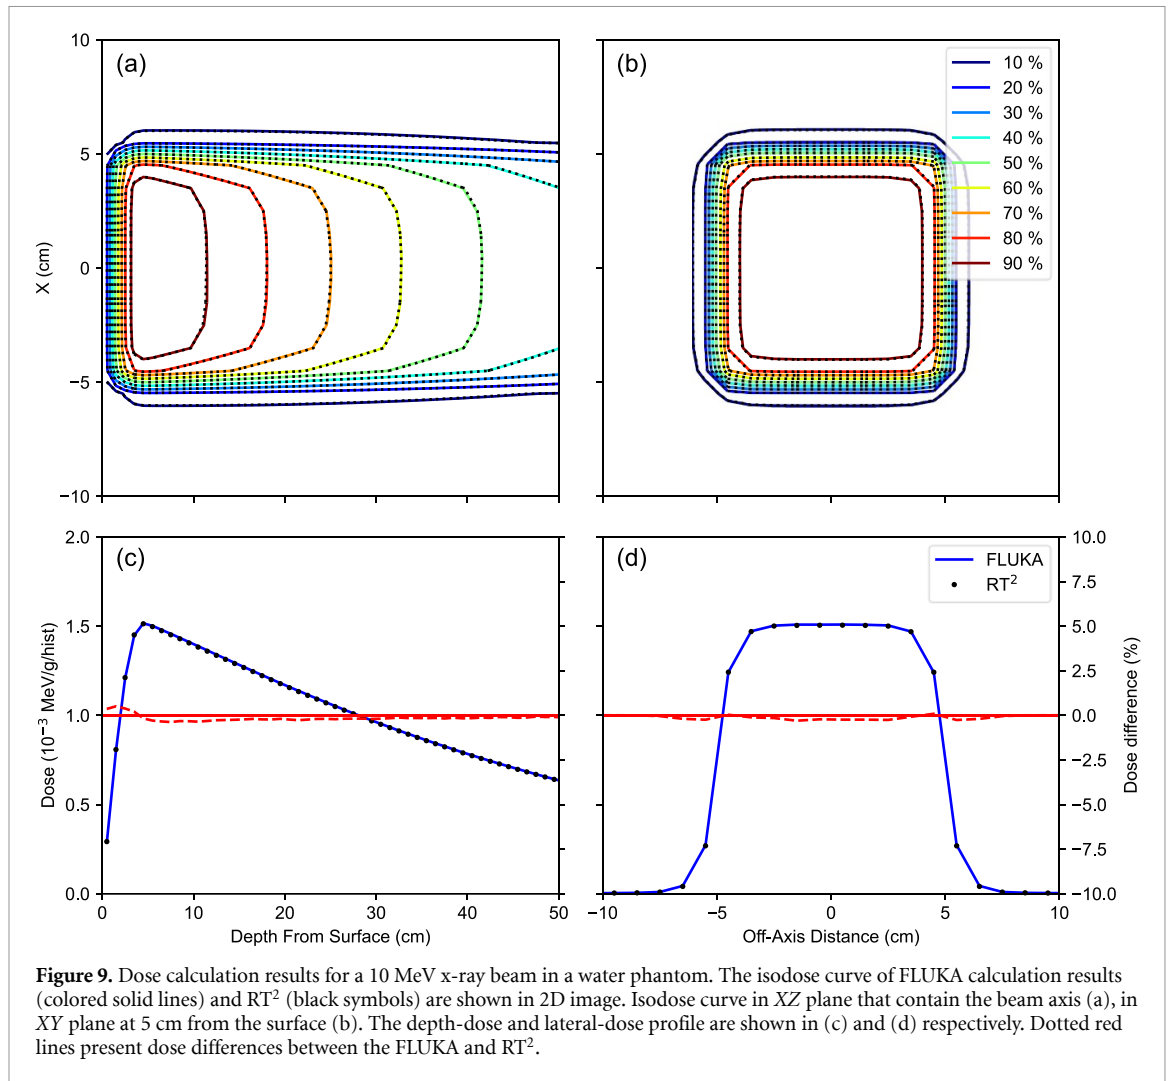 (a)
(b)
10 %
20 %
30 %
40 %
50 %
60 %
70 %
80 %
90 %
10
5
0
−5
−10
X (cm)
(c)
(d)
FLUKA
RT²
2.0
1.5
1.0
0.5
0.0
Dose (10⁻³ MeV/g/hist)
10.0
7.5
5.0
2.5
0.0
−2.5
−5.0
−7.5
−10.0
Dose difference (%)
0 10 20 30 40 50
Depth From Surface (cm)
−10 −5 0 5 10
Off-Axis Distance (cm)
Figure 9. Dose calculation results for a 10 MeV x-ray beam in a water phantom. The isodose curve of FLUKA calculation results
(colored solid lines) and RT² (black symbols) are shown in 2D image. Isodose curve in XZ plane that contain the beam axis (a), in
XY plane at 5 cm from the surface (b). The depth-dose and lateral-dose profile are shown in (c) and (d) respectively. Dotted red
lines present dose differences between the FLUKA and RT².